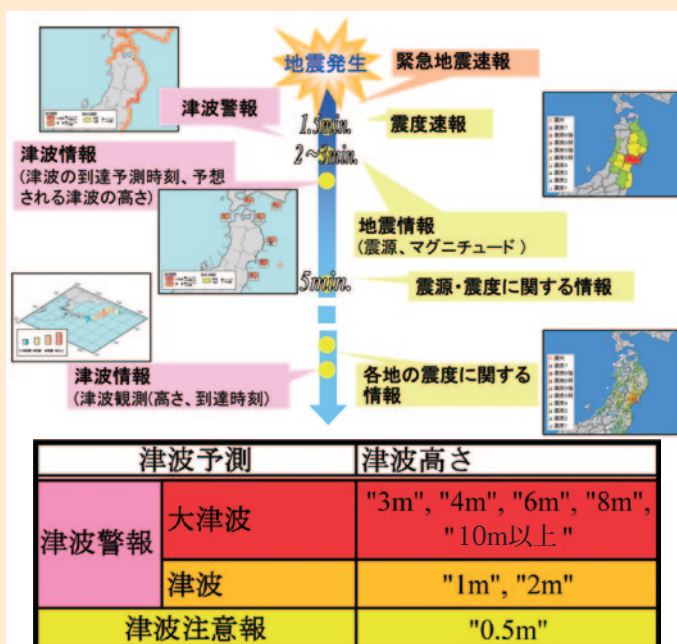 地震発生
緊急地震速報
津波警報
1.5min.
震度速報
2~3min.
津波情報
(津波の到達予測時刻、予想
される津波の高さ)
地震情報
(震源、マグニチュード )
5min.
震源・震度に関する情報
津波情報
(津波観測(高さ、到達時刻)
各地の震度に関する
情報
津波予測 津波高さ
津波警報 大津波 "3m", "4m", "6m", "8m",
"10m以上 "
津波 "1m", "2m"
津波注意報 "0.5m"